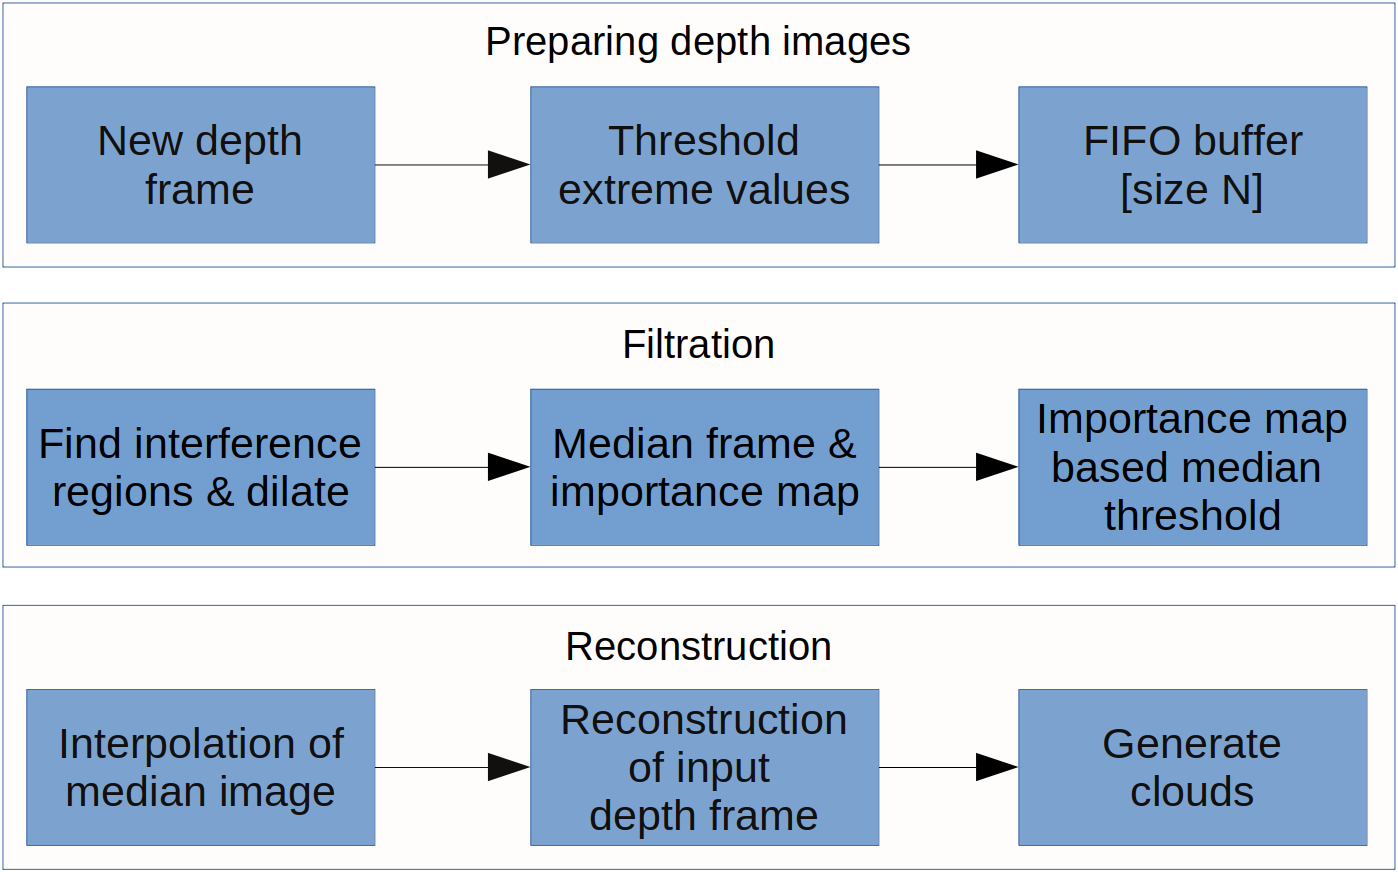 Preparing depth images
New depth
frame
Threshold
extreme values
FIFO buffer
[size N]
Filtration
Find interference
regions & dilate
Median frame &
importance map
Importance map
based median
threshold
Reconstruction
Interpolation of
median image
Reconstruction
of input
depth frame
Generate
clouds